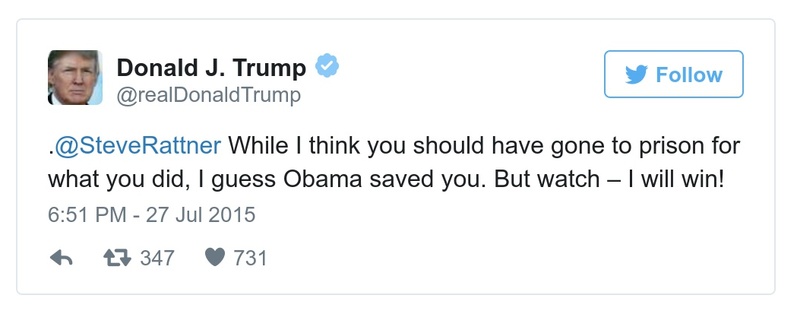 Donald J. Trump
@realDonaldTrump
Follow
.@SteveRattner While I think you should have gone to prison for
what you did, I guess Obama saved you. But watch – I will win!
6:51 PM - 27 Jul 2015
347 731